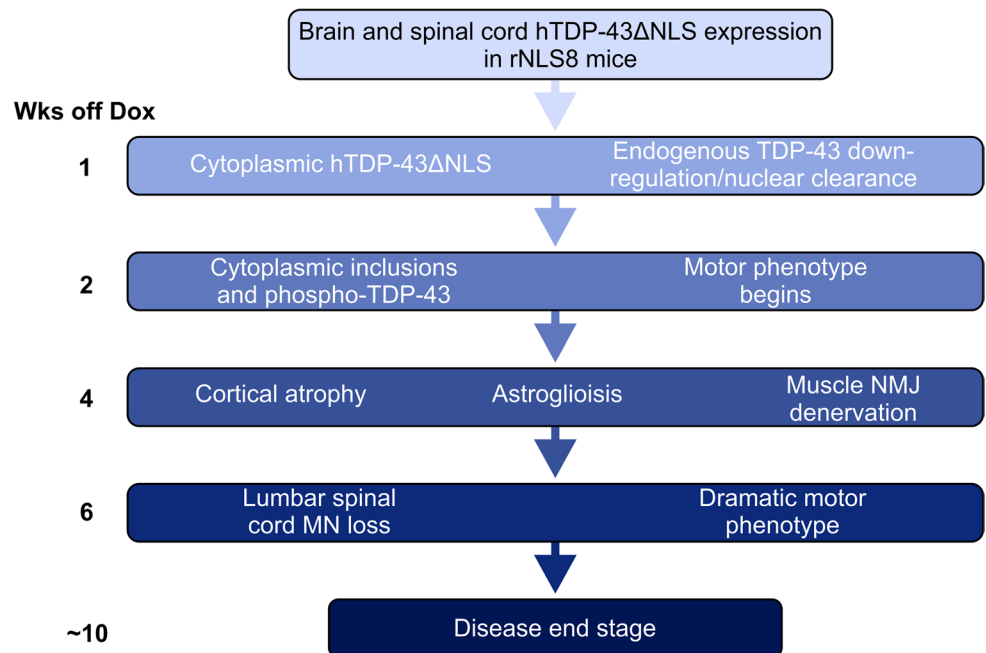 Brain and spinal cord hTDP-43ΔNLS expression
in rNLS8 mice
Wks off Dox
1
Cytoplasmic hTDP-43ΔNLS
Endogenous TDP-43 down-
regulation/nuclear clearance
2
Cytoplasmic inclusions
and phospho-TDP-43
Motor phenotype
begins
4
Cortical atrophy
Astroglioisis
Muscle NMJ
denervation
6
Lumbar spinal
cord MN loss
Dramatic motor
phenotype
~10
Disease end stage